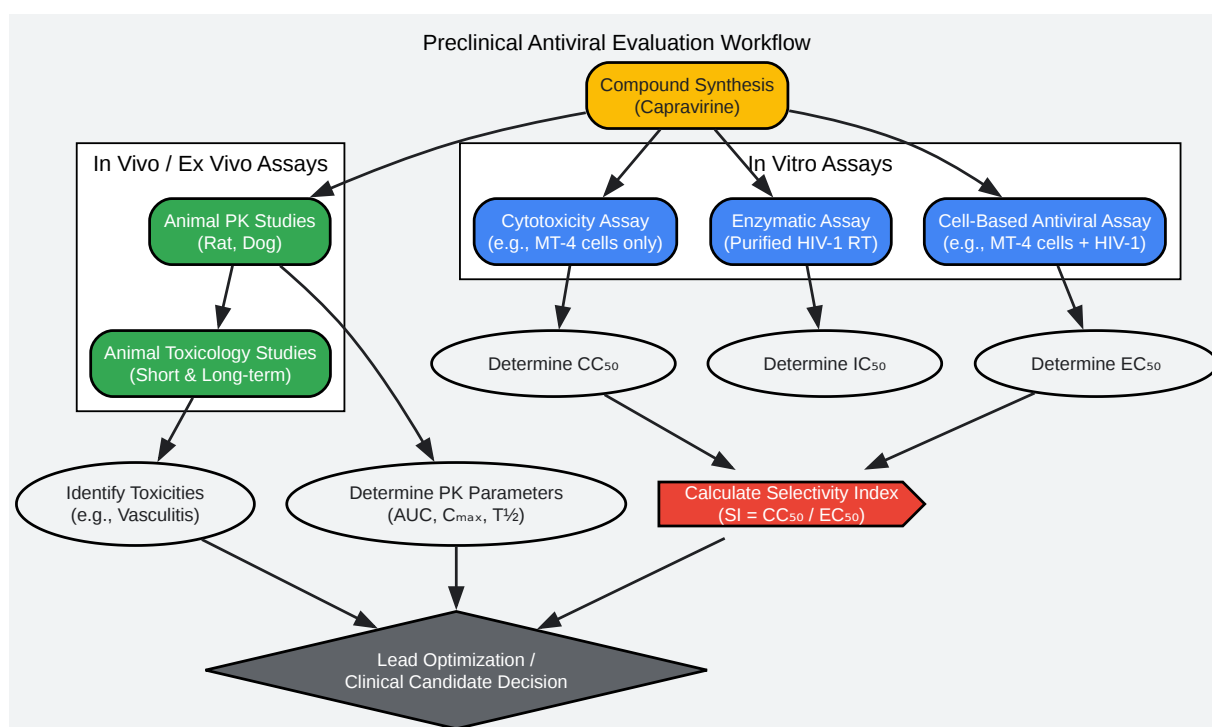 Preclinical Antiviral Evaluation Workflow
Compound Synthesis
(Capravirine)
In Vivo / Ex Vivo Assays
In Vitro Assays
Animal PK Studies
(Rat, Dog)
Cytotoxicity Assay
(e.g., MT-4 cells only)
Enzymatic Assay
(Purified HIV-1 RT)
Cell-Based Antiviral Assay
(e.g., MT-4 cells + HIV-1)
Animal Toxicology Studies
(Short & Long-term)
Determine CC₅₀
Determine IC₅₀
Determine EC₅₀
Identify Toxicities
(e.g., Vasculitis)
Determine PK Parameters
(AUC, Cₘₐₓ, T½)
Calculate Selectivity Index
(SI = CC₅₀ / EC₅₀)
Lead Optimization /
Clinical Candidate Decision